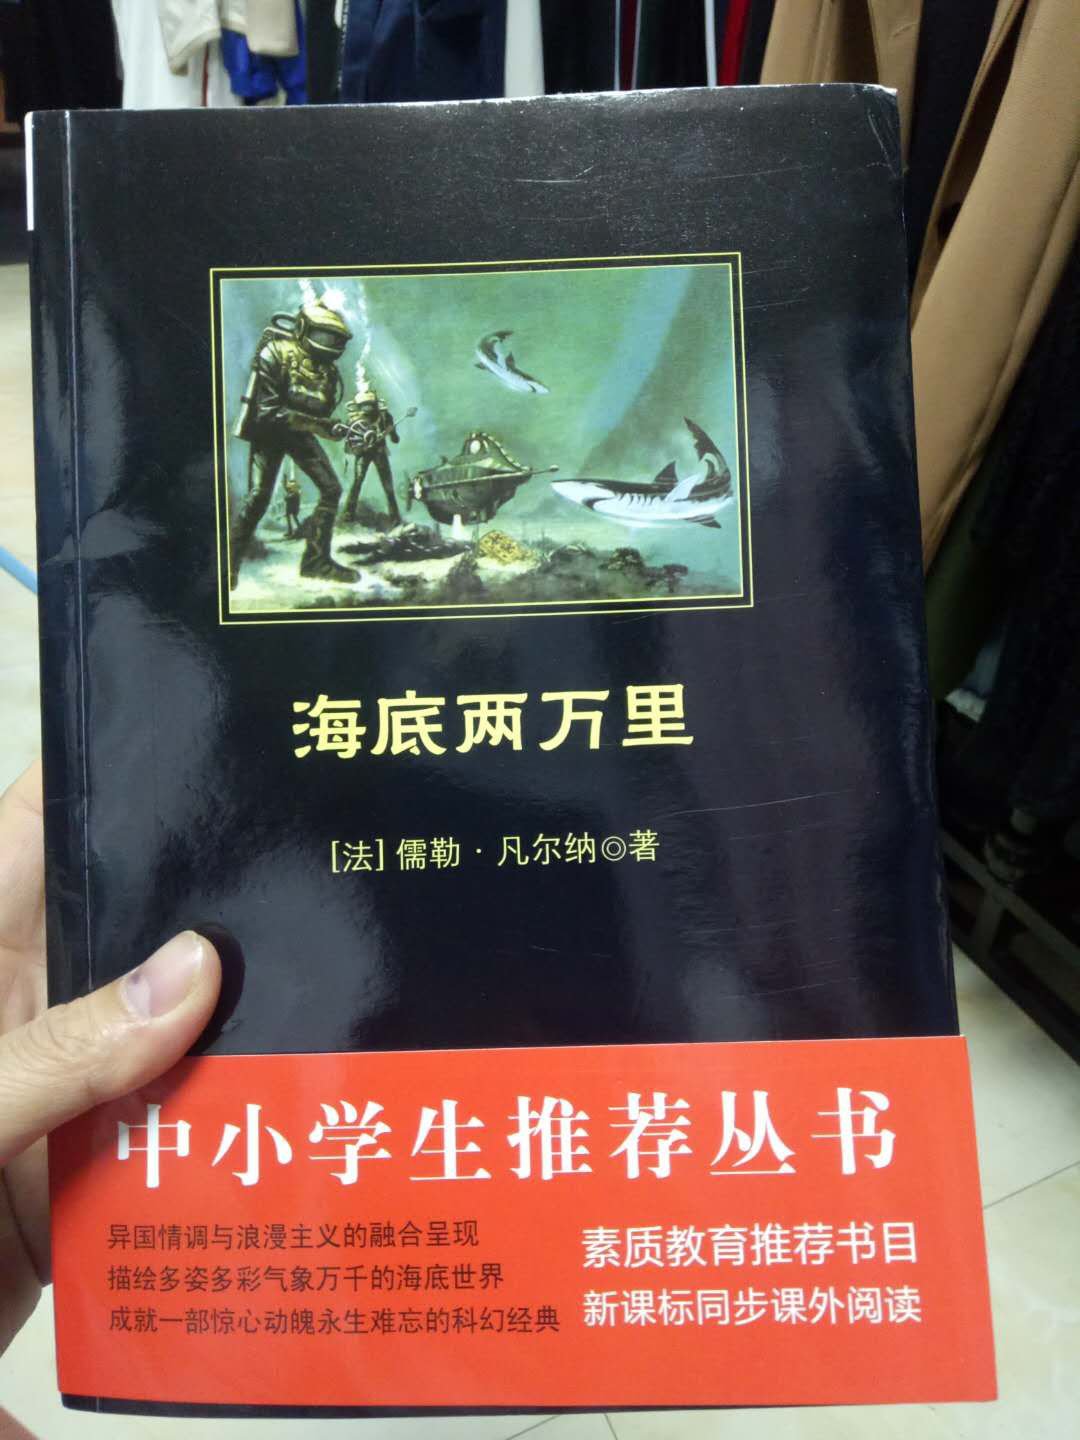 海底两万里
[法]儒勒·凡尔纳◎著
中小学生推荐丛书
异国情调与浪漫主义的融合呈现
描绘多姿多彩气象万千的海底世界
成就一部惊心动魄永生难忘的科幻经典
素质教育推荐书目
新课标同步课外阅读